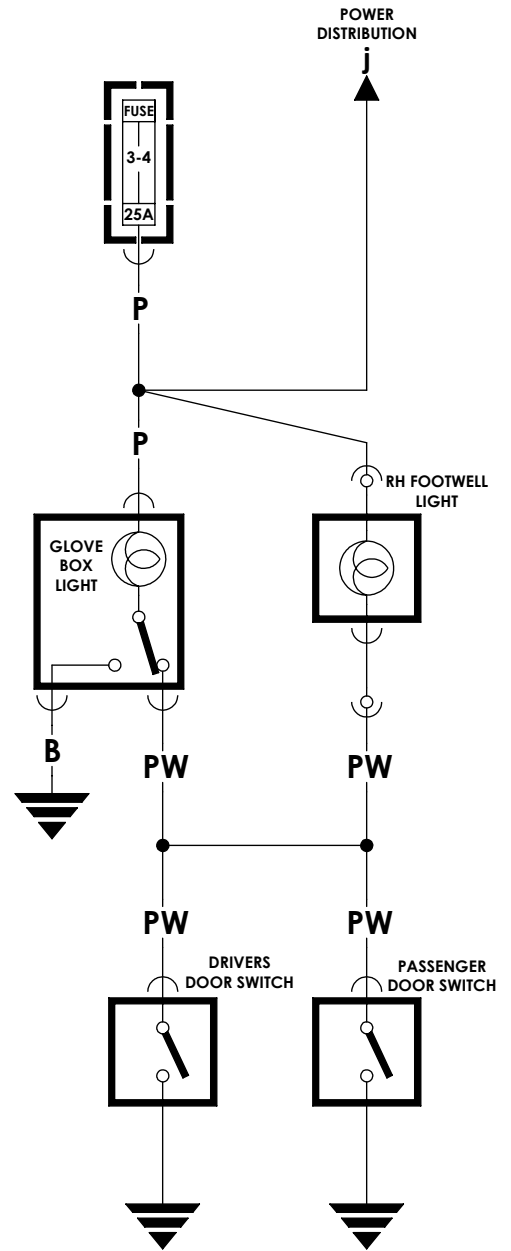 POWER
DISTRIBUTION
j
FUSE
3-4
25A
P
P
RH FOOTWELL
LIGHT
GLOVE
BOX
LIGHT
B
PW
PW
PW
PW
DRIVERS
DOOR SWITCH
PASSENGER
DOOR SWITCH